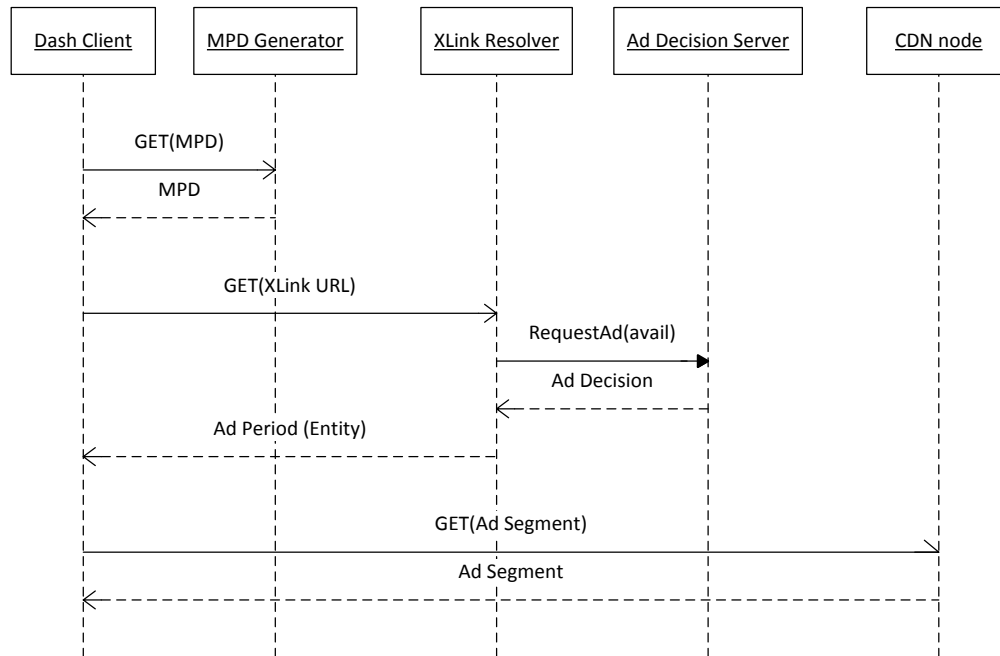 Dash Client
MPD Generator
XLink Resolver
Ad Decision Server
CDN node
GET(MPD)
MPD
GET(XLink URL)
RequestAd(avail)
Ad Decision
Ad Period (Entity)
GET(Ad Segment)
Ad Segment